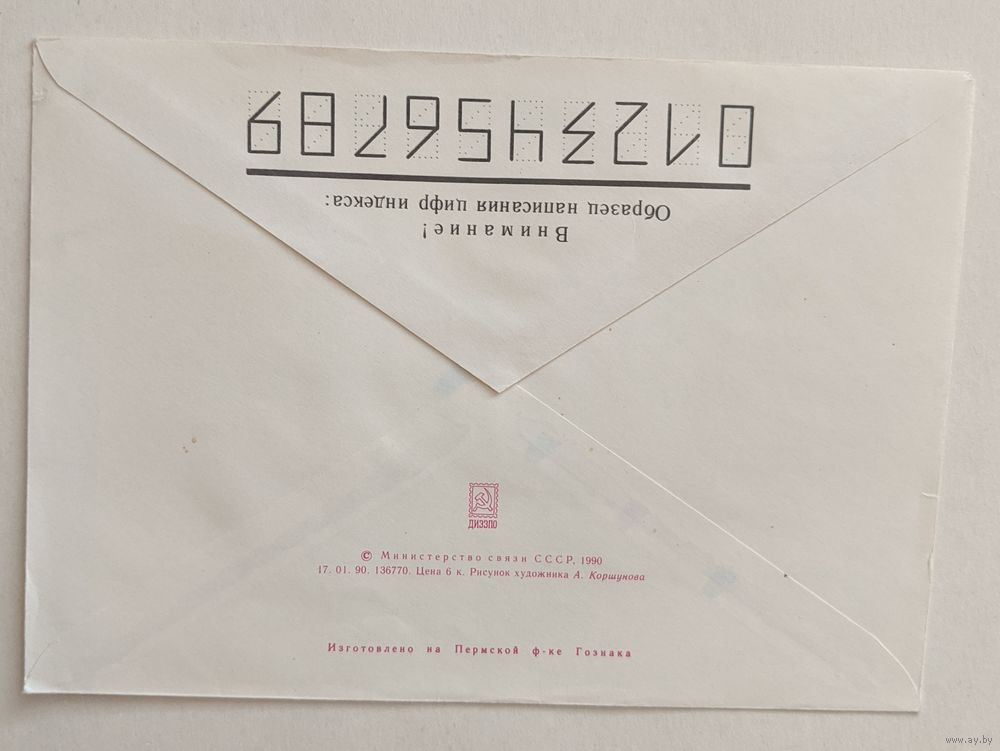 Внимание!
Образец написания цифр индекса:
0123456789
ДИЭЗПО
© Министерство связи СССР, 1990
17. 01. 90. 136770. Цена 6 к. Рисунок художника А. Коршунова
Изготовлено на Пермской ф-ке Гознака
www.ay.by